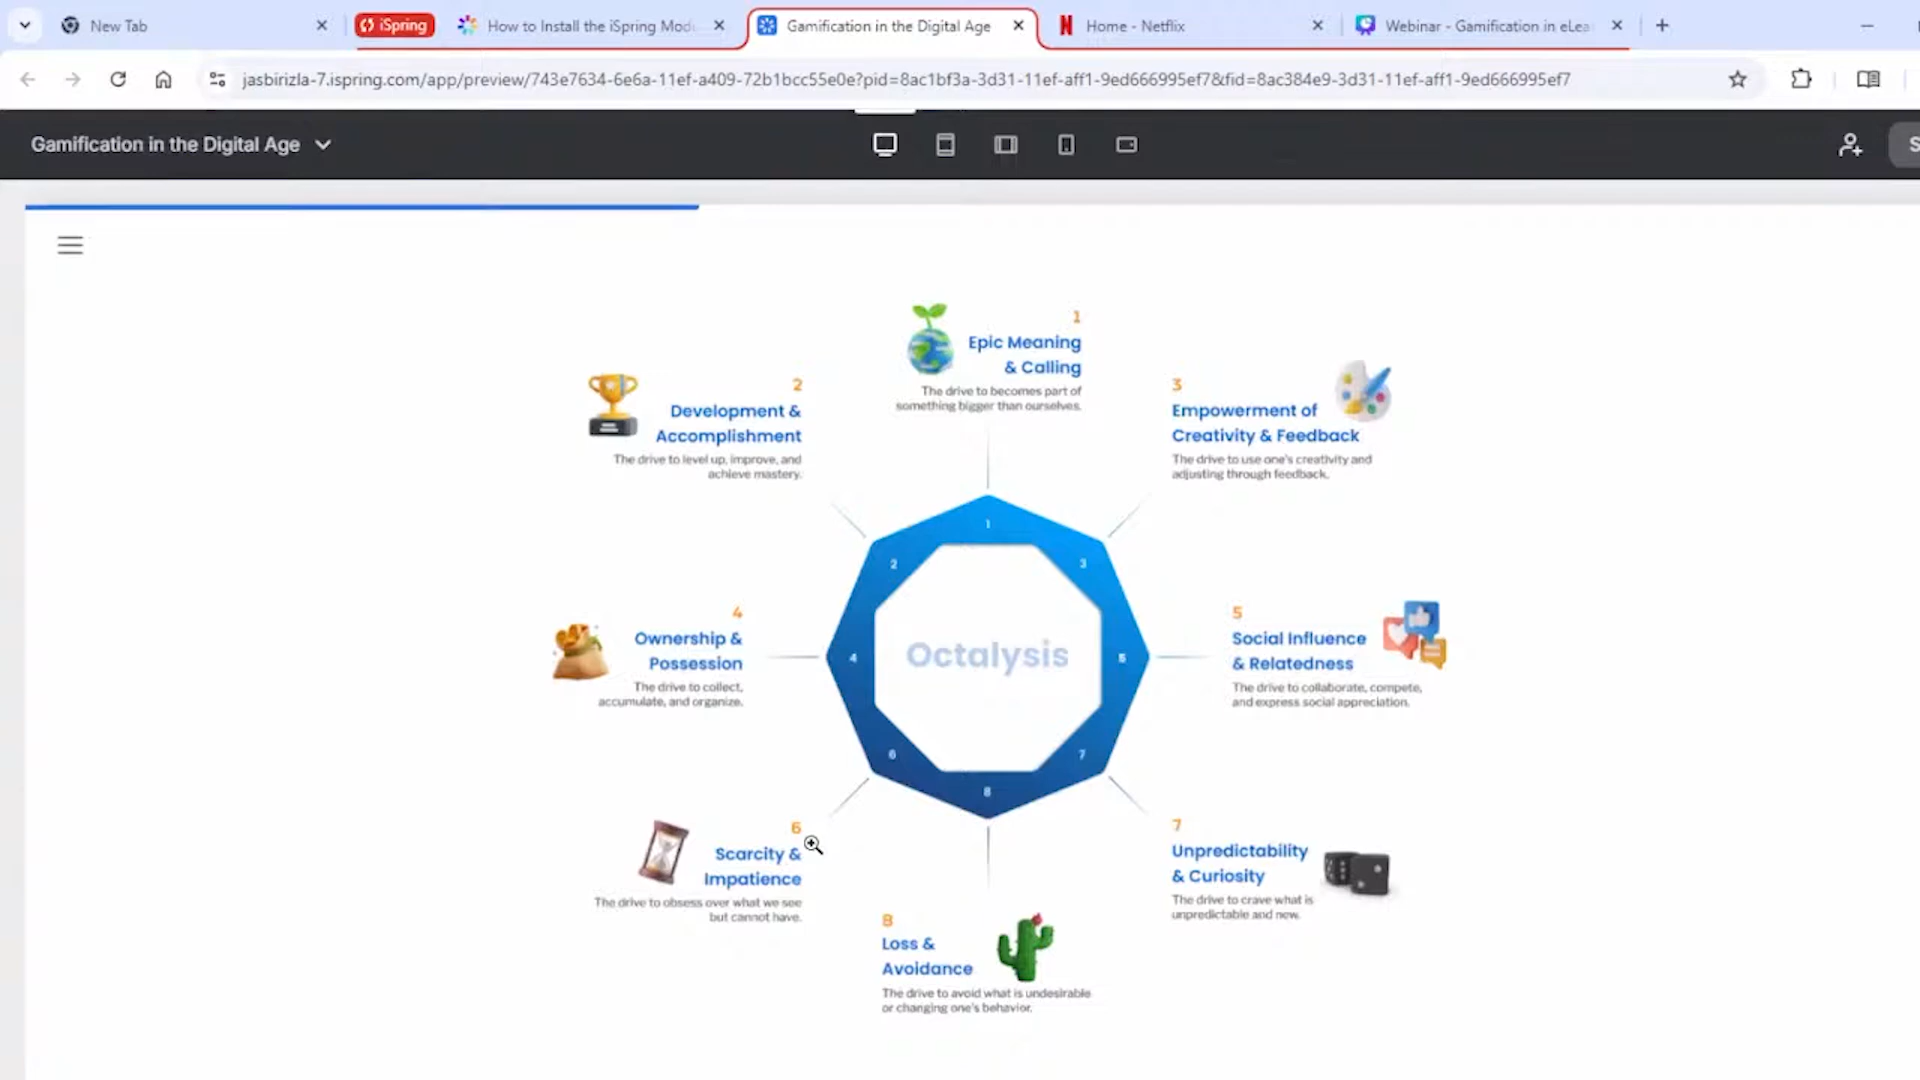 New Tab
iSpring
How to Install the iSpring Mod
Gamification in the Digital Age
Home - Netflix
Webinar - Gamification in eLea
jasbirizla-7.ispring.com/app/preview/743e7634-6e6a-11ef-a409-72b1bcc55e0e?pid=8ac1bf3a-3d31-11ef-aff1-9ed666995ef7&fid=8ac384e9-3d31-11ef-aff1-9ed666995ef7
Gamification in the Digital Age
S
1
Epic Meaning
& Calling
The drive to becomes part of
something bigger than ourselves.
2
Development &
Accomplishment
The drive to level up, improve, and
achieve mastery.
3
Empowerment of
Creativity & Feedback
The drive to use one's creativity and
adjusting through feedback.
4
Ownership &
Possession
The drive to collect,
accumulate, and organize.
1
2
3
4
5
6
7
8
Octalysis
5
Social Influence
& Relatedness
The drive to collaborate, compete,
and express social appreciation.
6
Scarcity &
Impatience
The drive to obsess over what we see
but cannot have.
7
Unpredictability
& Curiosity
The drive to crave what is
unpredictable and new.
8
Loss &
Avoidance
The drive to avoid what is undesirable
or changing one's behavior.